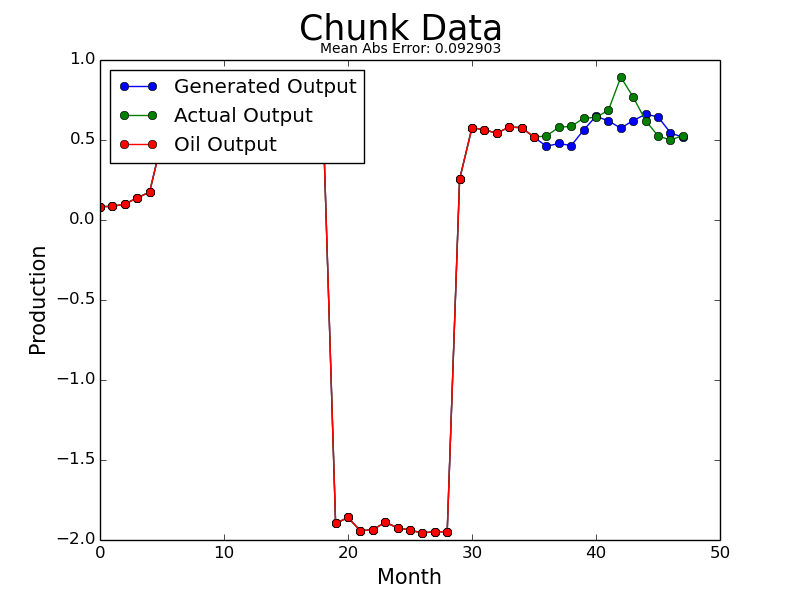 Chunk Data
Mean Abs Error: 0.092903
Generated Output
Actual Output
Oil Output
1.0
0.5
0.0
−0.5
−1.0
−1.5
−2.0
Production
0 10 20 30 40 50
Month